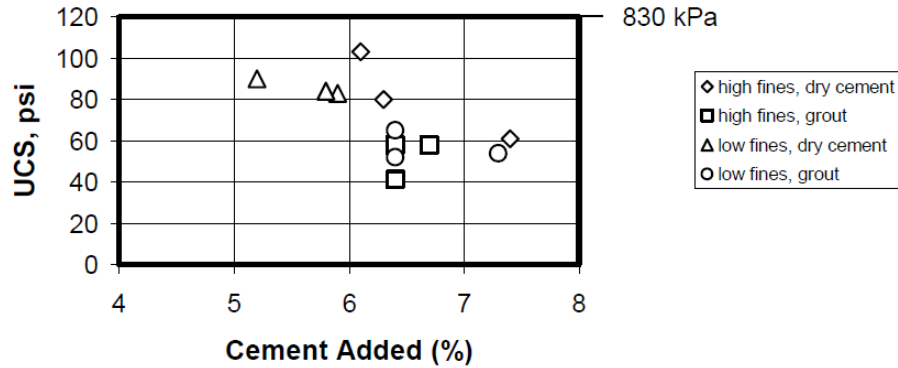 120
830 kPa
100
80
60
40
20
0
UCS, psi
4 5 6 7 8
Cement Added (%)
high fines, dry cement
high fines, grout
low fines, dry cement
low fines, grout